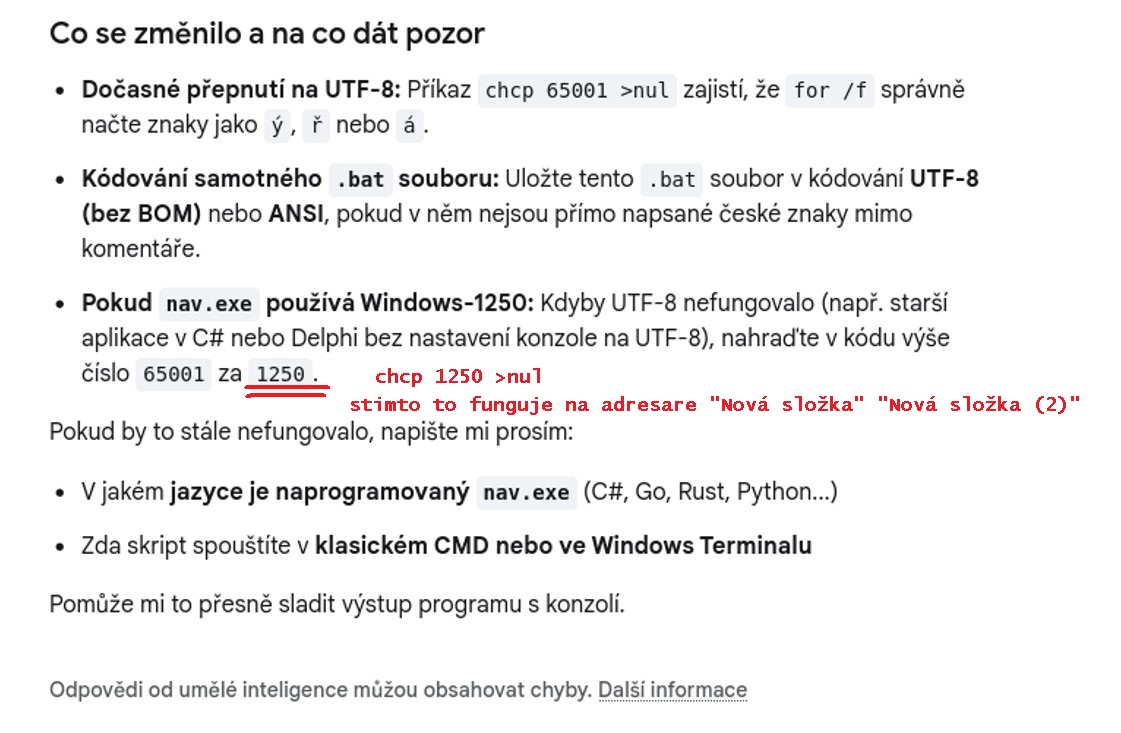 Co se změnilo a na co dát pozor
• Dočasné přepnutí na UTF-8: Příkaz chcp 65001 >nul zajistí, že for /f správně
načte znaky jako ý, ř nebo á.
• Kódování samotného .bat souboru: Uložte tento .bat soubor v kódování UTF-8
(bez BOM) nebo ANSI, pokud v něm nejsou přímo napsané české znaky mimo
komentáře.
• Pokud nav.exe používá Windows-1250: Kdyby UTF-8 nefungovalo (např. starší
aplikace v C# nebo Delphi bez nastavení konzole na UTF-8), nahraďte v kódu výše
číslo 65001 za 1250.
chcp 1250 >nul
stimto to funguje na adresare "Nová složka" "Nová složka (2)"
Pokud by to stále nefungovalo, napište mi prosím:
• V jakém jazyce je naprogramovaný nav.exe (C#, Go, Rust, Python...)
• Zda skript spouštíte v klasickém CMD nebo ve Windows Terminalu
Pomůže mi to přesně sladit výstup programu s konzolí.
Odpovědi od umělé inteligence můžou obsahovat chyby. Další informace